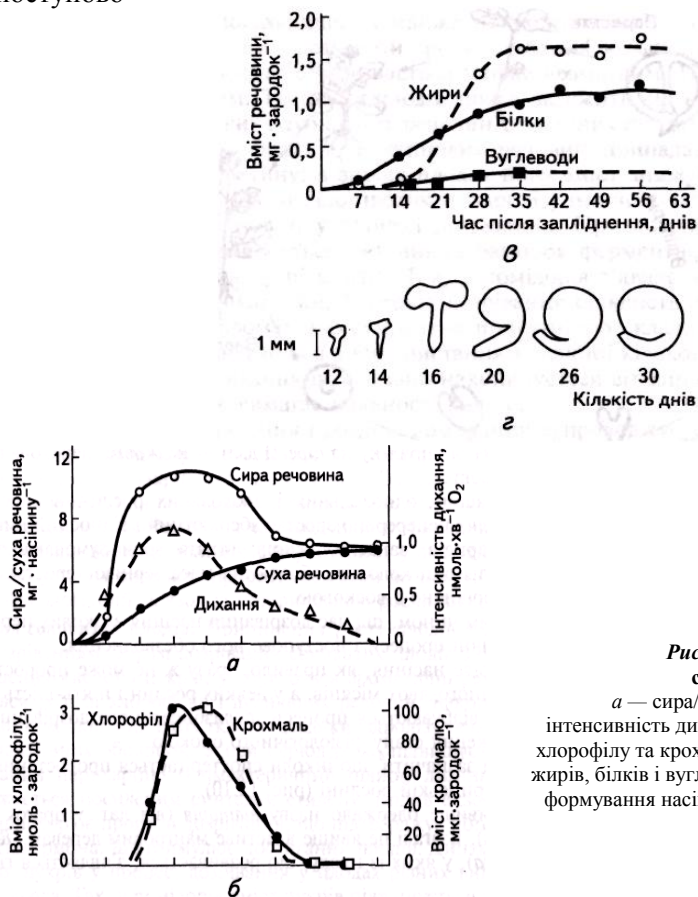 поступово
Вміст речовини,
мг · зародок⁻¹
2,0
1,5
1,0
0,5
0
Жири
Білки
Вуглеводи
7 14 21 28 35 42 49 56 63
Час після запліднення, днів
в
1 мм
12 14 16 20 26 30
Кількість днів
г
Сира/суха речовина,
мг · насінину⁻¹
12
8
4
0
Сира речовина
Суха речовина
Дихання
1,0
0,5
0
Інтенсивність дихання,
нмоль·хв⁻¹ О₂
а
Вміст хлорофілу,
нмоль · зародок⁻¹
3
2
1
0
Хлорофіл
Крохмаль
100
80
60
40
20
0
Вміст крохмалю,
мкг·зародок⁻¹
б
Рис
с
а — сира/
інтенсивність ди
хлорофілу та крох
жирів, білків і вугл
формування насі